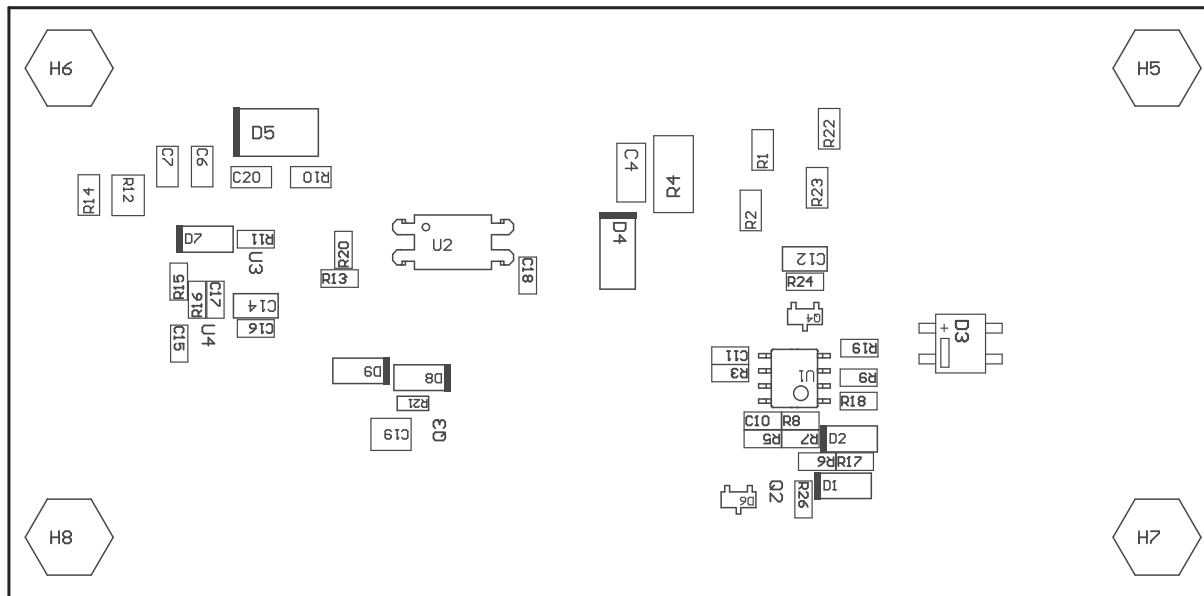 H6
H5
D5
R22
R1
C7
C6
C4
C20
R10
R14
R12
R4
R23
R2
D7
R11
U3
R20
U2
D4
C12
R13
C18
R24
R15
R16
C17
C14
U4
C15
C16
Q4
+
D3
R19
C11
R3
U1
R9
D9
D8
R21
R18
C19
Q3
C10
R8
R5
R7
D2
R6
R17
Q2
R26
D1
D6
H8
H7